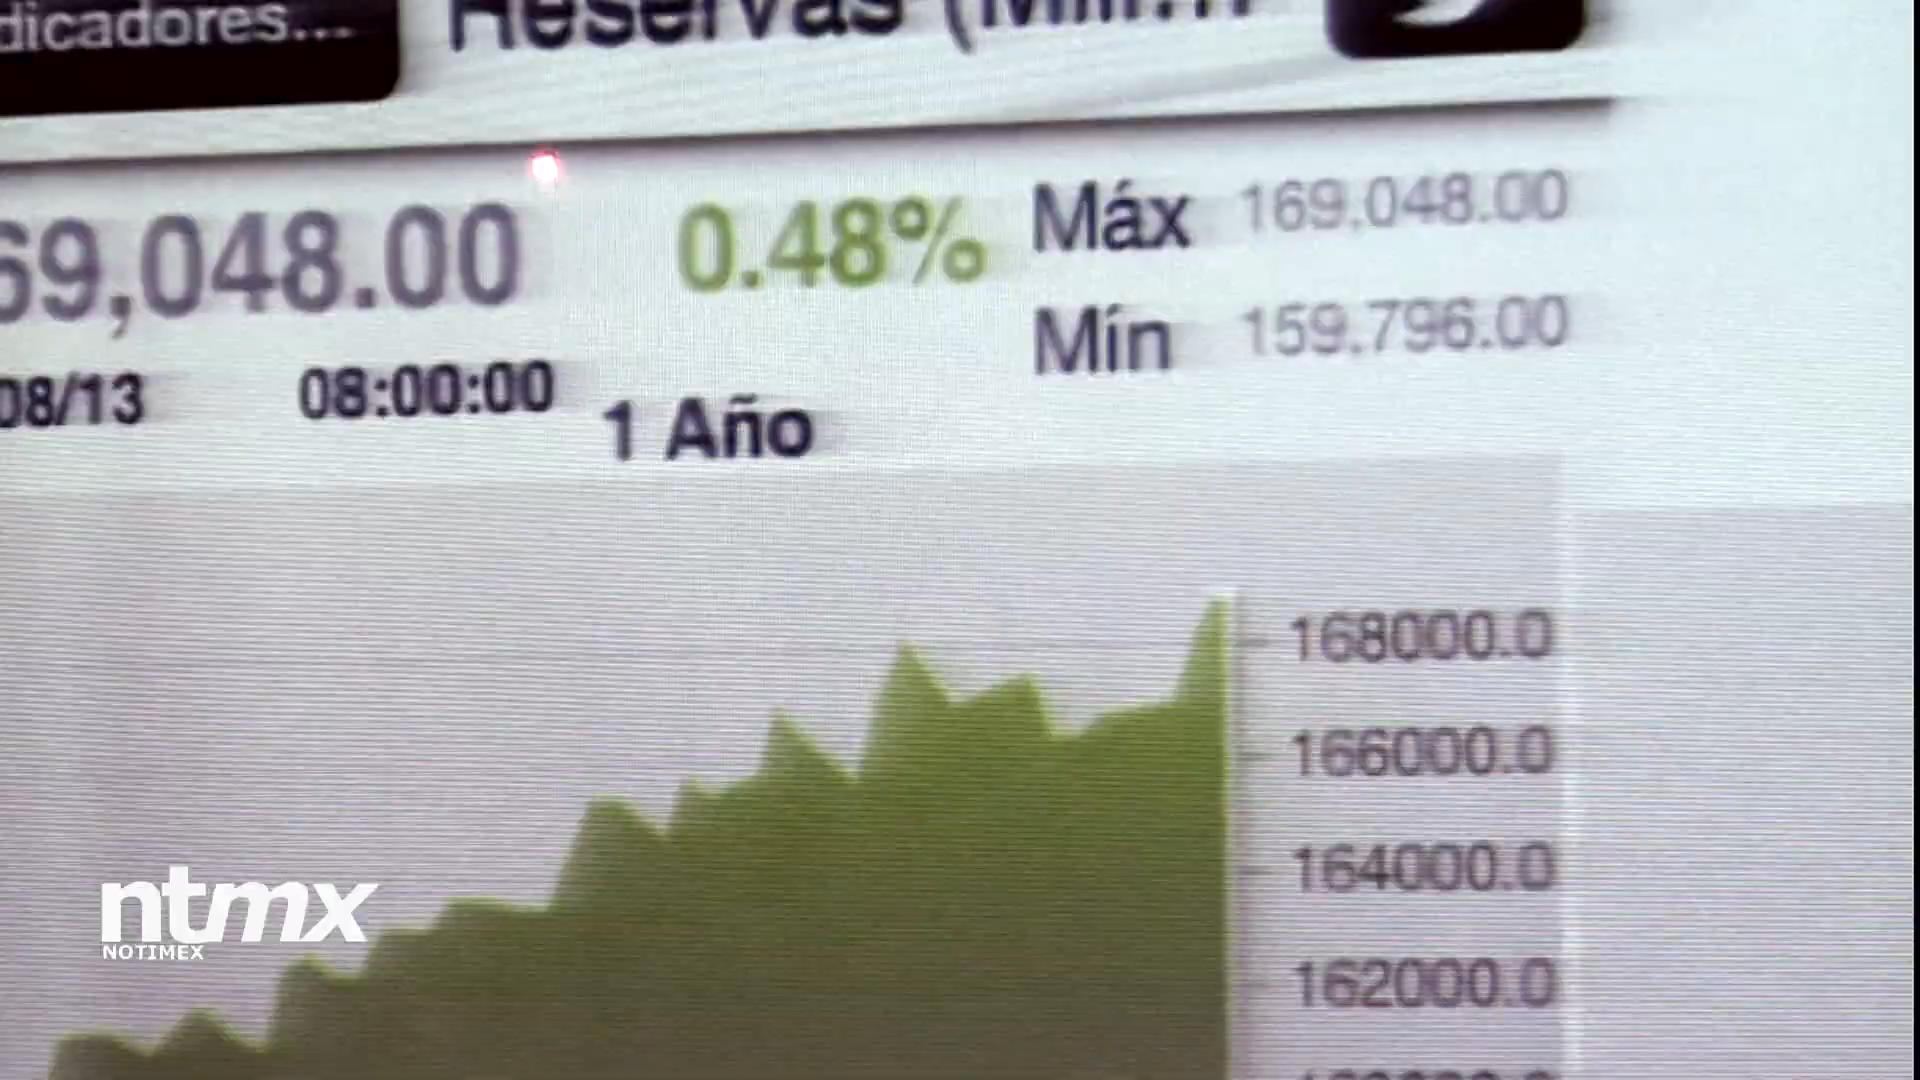 dicadores...
Reservas (Mil...
69,048.00
0.48%
Máx 169,048.00
Mín 159,796.00
08/13 08:00:00
1 Año
168000.0
166000.0
164000.0
162000.0
ntmx
NOTIMEX